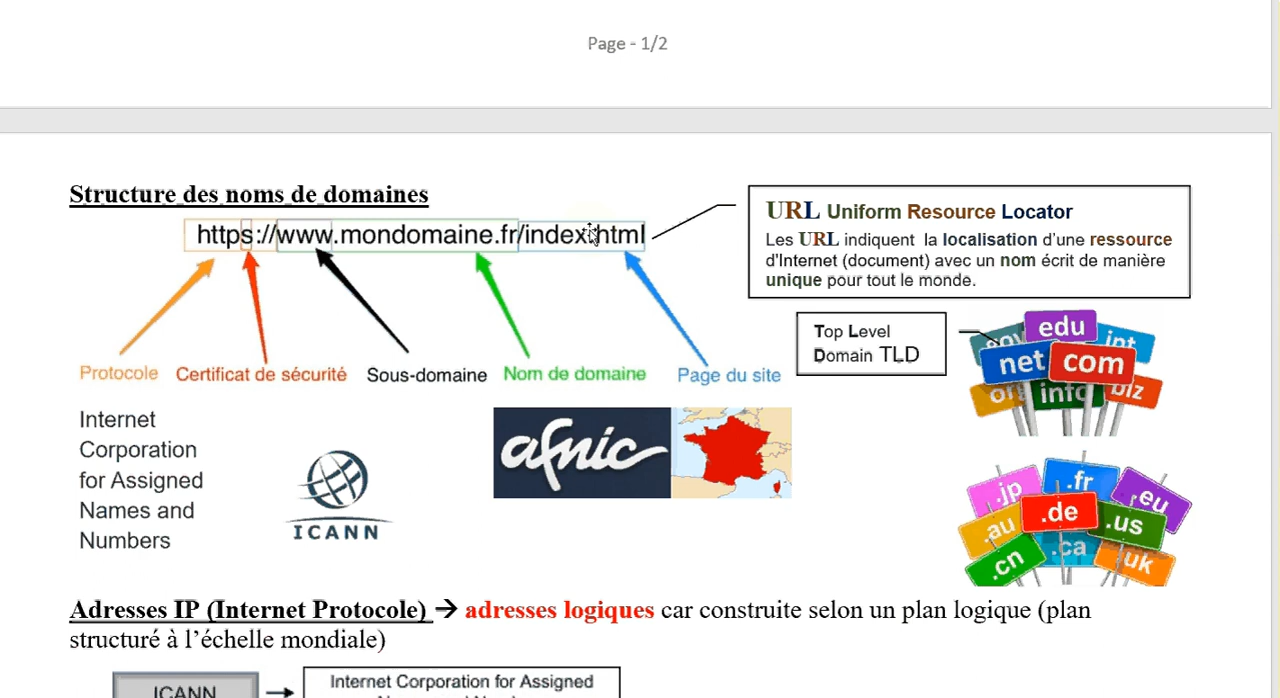 Page - 1/2
Structure des noms de domaines
https://www.mondomaine.fr/index.html
URL Uniform Resource Locator
Les URL indiquent la localisation d'une ressource
d'Internet (document) avec un nom écrit de manière
unique pour tout le monde.
Top Level
Domain TLD
gov
edu
int
net
com
org
info
biz
Protocole
Certificat de sécurité
Sous-domaine
Nom de domaine
Page du site
Internet
Corporation
for Assigned
Names and
Numbers
ICANN
afnic
.jp
.fr
.eu
.au
.de
.us
.cn
.ca
uk
Adresses IP (Internet Protocole) → adresses logiques car construite selon un plan logique (plan
structuré à l'échelle mondiale)
ICANN
Internet Corporation for Assigned